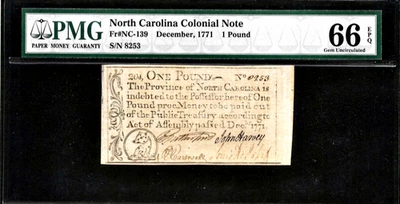 PMG
PAPER MONEY GUARANTY
North Carolina Colonial Note
Fr#NC-139 December, 1771 1 Pound
S/N 8253
66 EPQ
Gem Uncirculated
20s. ONE POUND. No 8253
The Province of NORTH CAROLINA is
indebted to the Possessor hereof One
Pound proc. Money to be paid out
of the Public Treasury according to
Act of Assembly passed Decr. 1771.
John Harvey